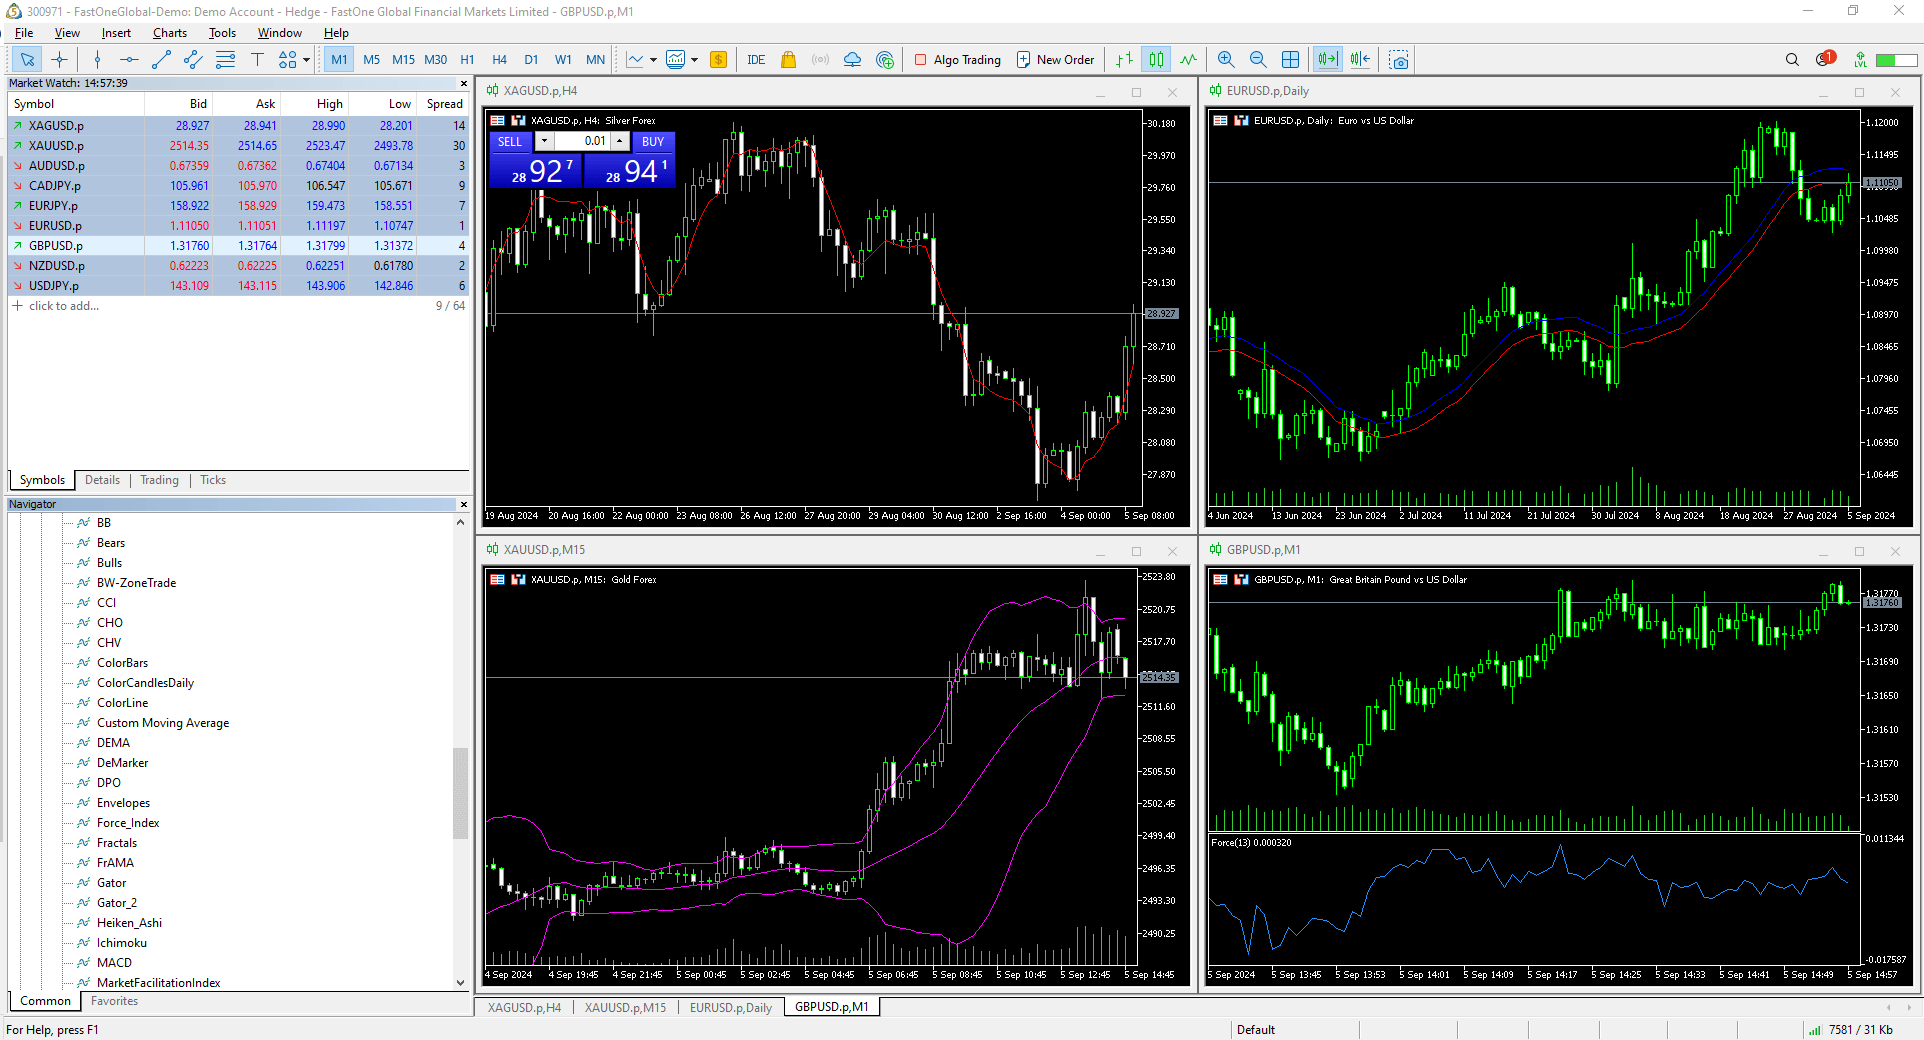 300971 - FastOneGlobal-Demo: Demo Account - Hedge - FastOne Global Financial Markets Limited - GBPUSD.p,M1
File View Insert Charts Tools Window Help
M1 M5 M15 M30 H1 H4 D1 W1 MN IDE Algo Trading New Order 1 LVL
Market Watch: 14:57:39
Symbol Bid Ask High Low Spread
XAGUSD.p 28.927 28.941 28.990 28.201 14
XAUUSD.p 2514.35 2514.65 2523.47 2493.78 30
AUDUSD.p 0.67359 0.67362 0.67404 0.67134 3
CADJPY.p 105.961 105.970 106.547 105.671 9
EURJPY.p 158.922 158.929 159.473 158.551 7
EURUSD.p 1.11050 1.11051 1.11197 1.10747 1
GBPUSD.p 1.31760 1.31764 1.31799 1.31372 4
NZDUSD.p 0.62223 0.62225 0.62251 0.61780 2
USDJPY.p 143.109 143.115 143.906 142.846 6
click to add... 9 / 64
Symbols Details Trading Ticks
Navigator
BB
Bears
Bulls
BW-ZoneTrade
CCI
CHO
CHV
ColorBars
ColorCandlesDaily
ColorLine
Custom Moving Average
DEMA
DeMarker
DPO
Envelopes
Force_Index
Fractals
FrAMA
Gator
Gator_2
Heiken_Ashi
Ichimoku
MACD
MarketFacilitationIndex
Common Favorites
XAGUSD.p,H4
XAGUSD.p, H4: Silver Forex
SELL 0.01 BUY
28 92 7 28 94 1
30.180
29.970
29.760
29.550
29.340
29.130
28.927
28.710
28.500
28.290
28.080
27.870
19 Aug 2024 20 Aug 16:00 22 Aug 00:00 23 Aug 08:00 26 Aug 12:00 27 Aug 20:00 29 Aug 04:00 30 Aug 12:00 2 Sep 16:00 4 Sep 00:00 5 Sep 08:00
EURUSD.p,Daily
EURUSD.p, Daily: Euro vs US Dollar
1.12000
1.11495
1.11050
1.10485
1.09980
1.09475
1.08970
1.08465
1.07960
1.07455
1.06950
1.06445
4 Jun 2024 13 Jun 2024 23 Jun 2024 2 Jul 2024 11 Jul 2024 21 Jul 2024 30 Jul 2024 8 Aug 2024 18 Aug 2024 27 Aug 2024 5 Sep 2024
XAUUSD.p,M15
XAUUSD.p, M15: Gold Forex
2523.80
2520.75
2517.70
2514.35
2511.60
2508.55
2505.50
2502.45
2499.40
2496.35
2493.30
2490.25
4 Sep 2024 4 Sep 19:45 4 Sep 21:45 5 Sep 00:45 5 Sep 02:45 5 Sep 04:45 5 Sep 06:45 5 Sep 08:45 5 Sep 10:45 5 Sep 12:45 5 Sep 14:45
GBPUSD.p,M1
GBPUSD.p, M1: Great Britain Pound vs US Dollar
1.31770
1.31760
1.31730
1.31690
1.31650
1.31610
1.31570
1.31530
Force(13) 0.000320
0.011344
-0.017587
5 Sep 2024 5 Sep 13:45 5 Sep 13:53 5 Sep 14:01 5 Sep 14:09 5 Sep 14:17 5 Sep 14:25 5 Sep 14:33 5 Sep 14:41 5 Sep 14:49 5 Sep 14:57
XAGUSD.p,H4 XAUUSD.p,M15 EURUSD.p,Daily GBPUSD.p,M1
For Help, press F1 Default 7581 / 31 Kb